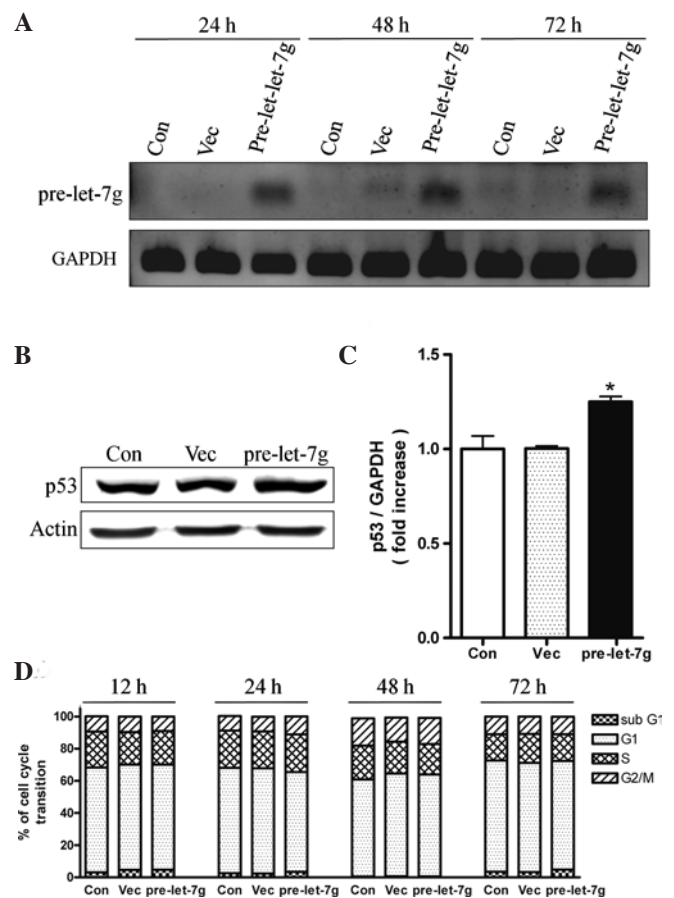 A
24 h 48 h 72 h
Con Vec Pre-let-let-7g Con Vec Pre-let-let-7g Con Vec Pre-let-let-7g
pre-let-7g
GAPDH
B
Con Vec pre-let-7g
p53
Actin
C
1.5
*
1.0
0.5
0.0
p53 / GAPDH
( fold increase )
Con Vec pre-let-7g
D
12 h 24 h 48 h 72 h
100
80
60
40
20
0
% of cell cycle
transition
sub G1
G1
S
G2/M
Con Vec pre-let-7g Con Vec pre-let-7g Con Vec pre-let-7g Con Vec pre-let-7g